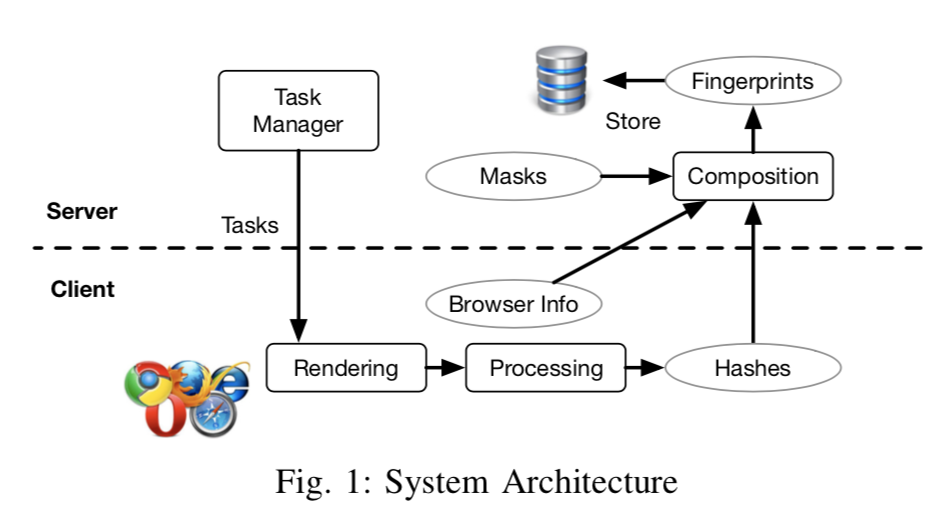 Task
Manager
Fingerprints
Store
Masks
Composition
Server
Tasks
Client
Browser Info
Rendering
Processing
Hashes
Fig. 1: System Architecture